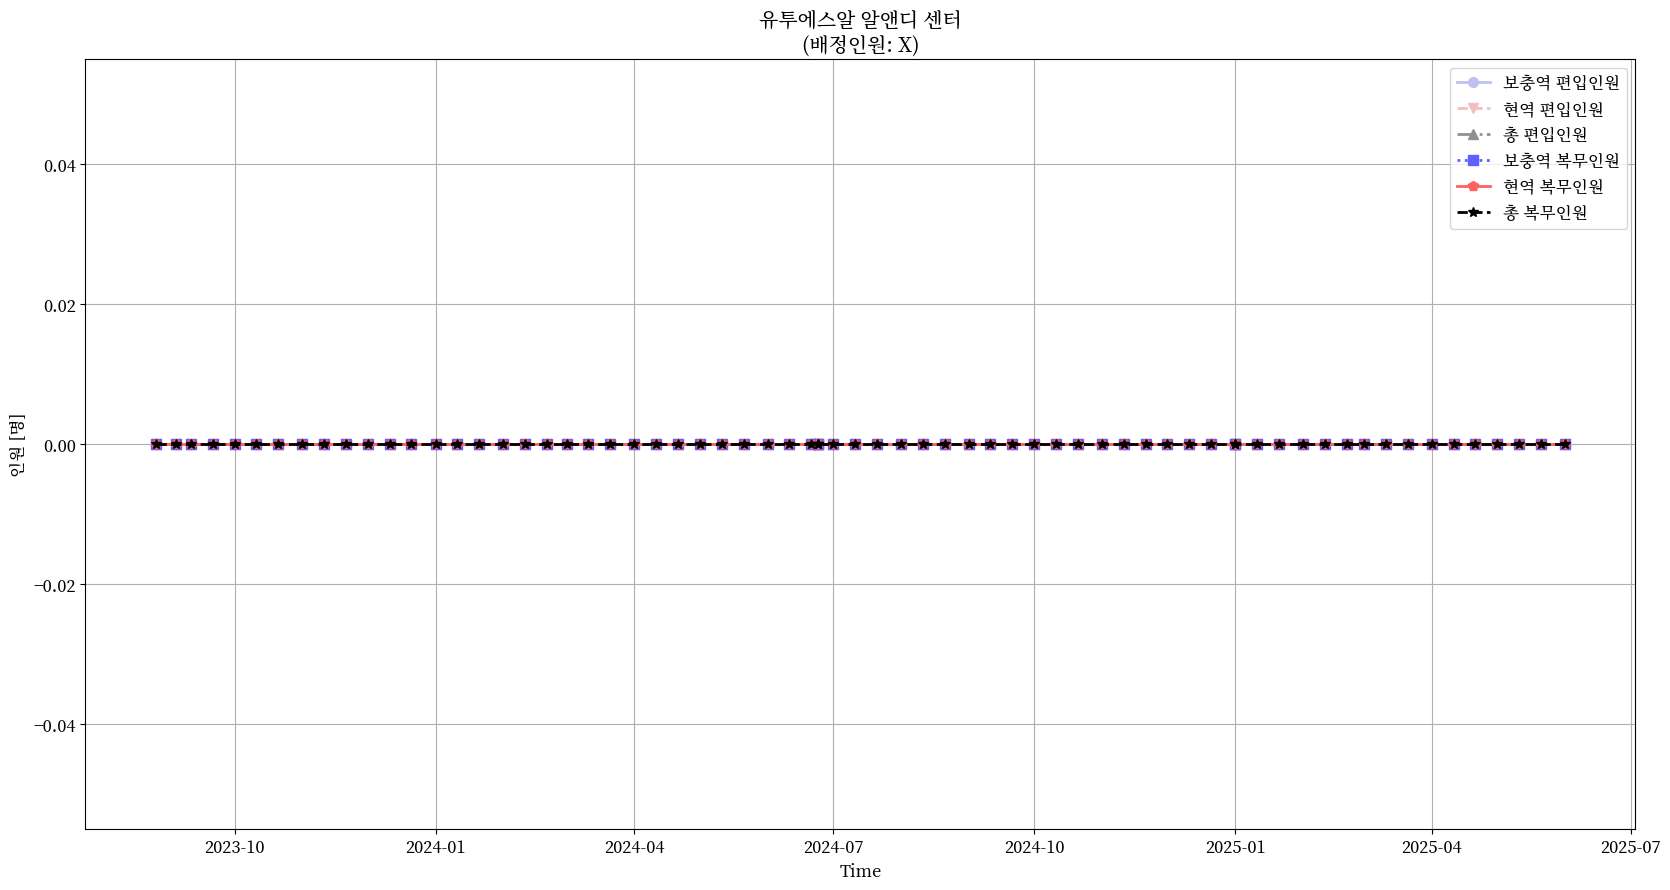 유투에스알 알앤디 센터
(배정인원: X)
보충역 편입인원
현역 편입인원
총 편입인원
보충역 복무인원
현역 복무인원
총 복무인원
인원 [명]
0.04
0.02
0.00
−0.02
−0.04
2023-10
2024-01
2024-04
2024-07
2024-10
2025-01
2025-04
2025-07
Time